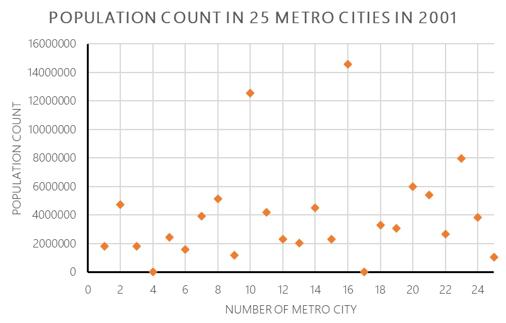 POPULATION COUNT IN 25 METRO CITIES IN 2001
16000000
14000000
12000000
10000000
8000000
6000000
4000000
2000000
0
POPULATION COUNT
0 2 4 6 8 10 12 14 16 18 20 22 24
NUMBER OF METRO CITY